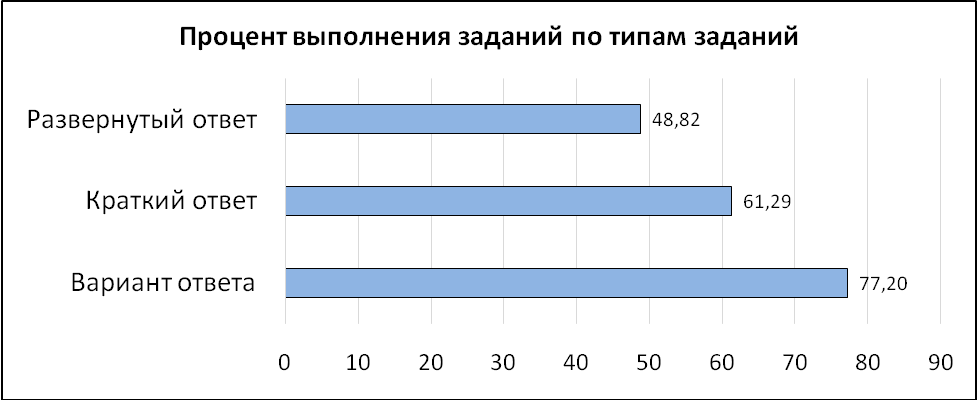 Процент выполнения заданий по типам заданий
Развернутый ответ
48,82
Краткий ответ
61,29
Вариант ответа
77,20
0 10 20 30 40 50 60 70 80 90